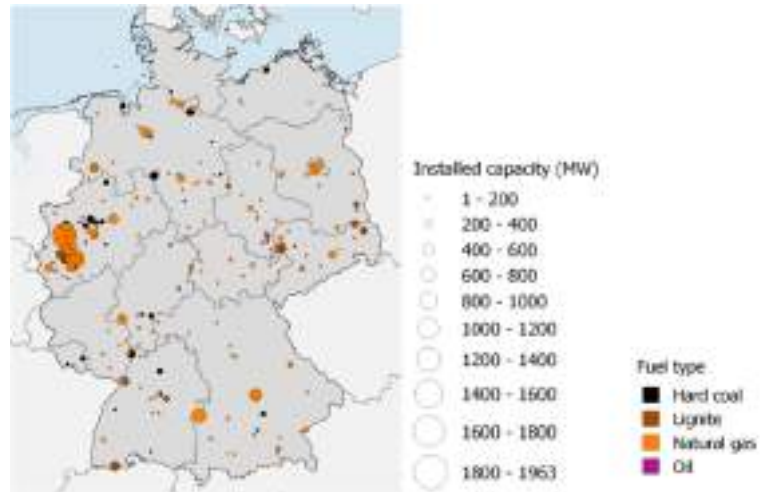 Installed capacity (MW)
1 - 200
200 - 400
400 - 600
600 - 800
800 - 1000
1000 - 1200
1200 - 1400
1400 - 1600
1600 - 1800
1800 - 1963
Fuel type
Hard coal
Lignite
Natural gas
Oil